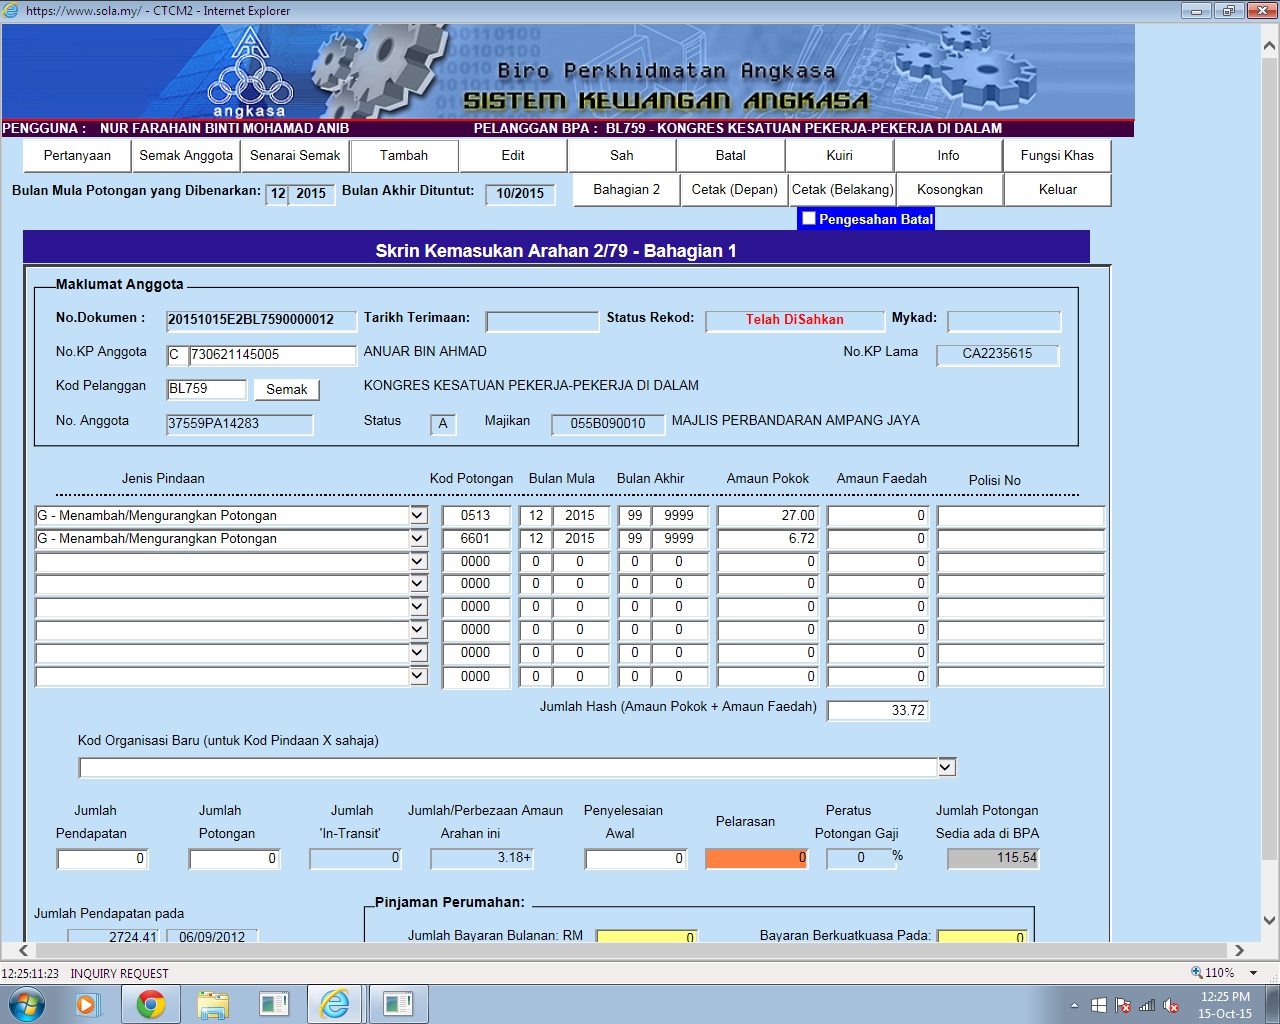 https://www.sola.my/ - CTCM2 - Internet Explorer
angkasa
Biro Perkhidmatan Angkasa
SISTEM KEWANGAN ANGKASA
PENGGUNA : NUR FARAHAIN BINTI MOHAMAD ANIB PELANGGAN BPA : BL759 - KONGRES KESATUAN PEKERJA-PEKERJA DI DALAM
Pertanyaan Semak Anggota Senarai Semak Tambah Edit Sah Batal Kuiri Info Fungsi Khas
Bulan Mula Potongan yang Dibenarkan: 12 2015 Bulan Akhir Dituntut: 10/2015 Bahagian 2 Cetak (Depan) Cetak (Belakang) Kosongkan Keluar
Pengesahan Batal
Skrin Kemasukan Arahan 2/79 - Bahagian 1
Maklumat Anggota
No.Dokumen : 20151015E2BL7590000012 Tarikh Terimaan: Status Rekod: Telah DiSahkan Mykad:
No.KP Anggota C 730621145005 ANUAR BIN AHMAD No.KP Lama CA2235615
Kod Pelanggan BL759 Semak KONGRES KESATUAN PEKERJA-PEKERJA DI DALAM
No. Anggota 37559PA14283 Status A Majikan 055B090010 MAJLIS PERBANDARAN AMPANG JAYA
Jenis Pindaan Kod Potongan Bulan Mula Bulan Akhir Amaun Pokok Amaun Faedah Polisi No
G - Menambah/Mengurangkan Potongan 0513 12 2015 99 9999 27.00 0
G - Menambah/Mengurangkan Potongan 6601 12 2015 99 9999 6.72 0
0000 0 0 0 0 0 0
0000 0 0 0 0 0 0
0000 0 0 0 0 0 0
0000 0 0 0 0 0 0
0000 0 0 0 0 0 0
0000 0 0 0 0 0 0
Jumlah Hash (Amaun Pokok + Amaun Faedah) 33.72
Kod Organisasi Baru (untuk Kod Pindaan X sahaja)
Jumlah Jumlah Jumlah Jumlah/Perbezaan Amaun Penyelesaian Pelarasan Peratus Jumlah Potongan
Pendapatan Potongan 'In-Transit' Arahan ini Awal Potongan Gaji Sedia ada di BPA
0 0 0 3.18+ 0 0 0 % 115.54
Pinjaman Perumahan:
Jumlah Pendapatan pada
2724.41 06/09/2012 Jumlah Bayaran Bulanan: RM 0 Bayaran Berkuatkuasa Pada: 0
12:25:11:23 INQUIRY REQUEST 110%
12:25 PM
15-Oct-15